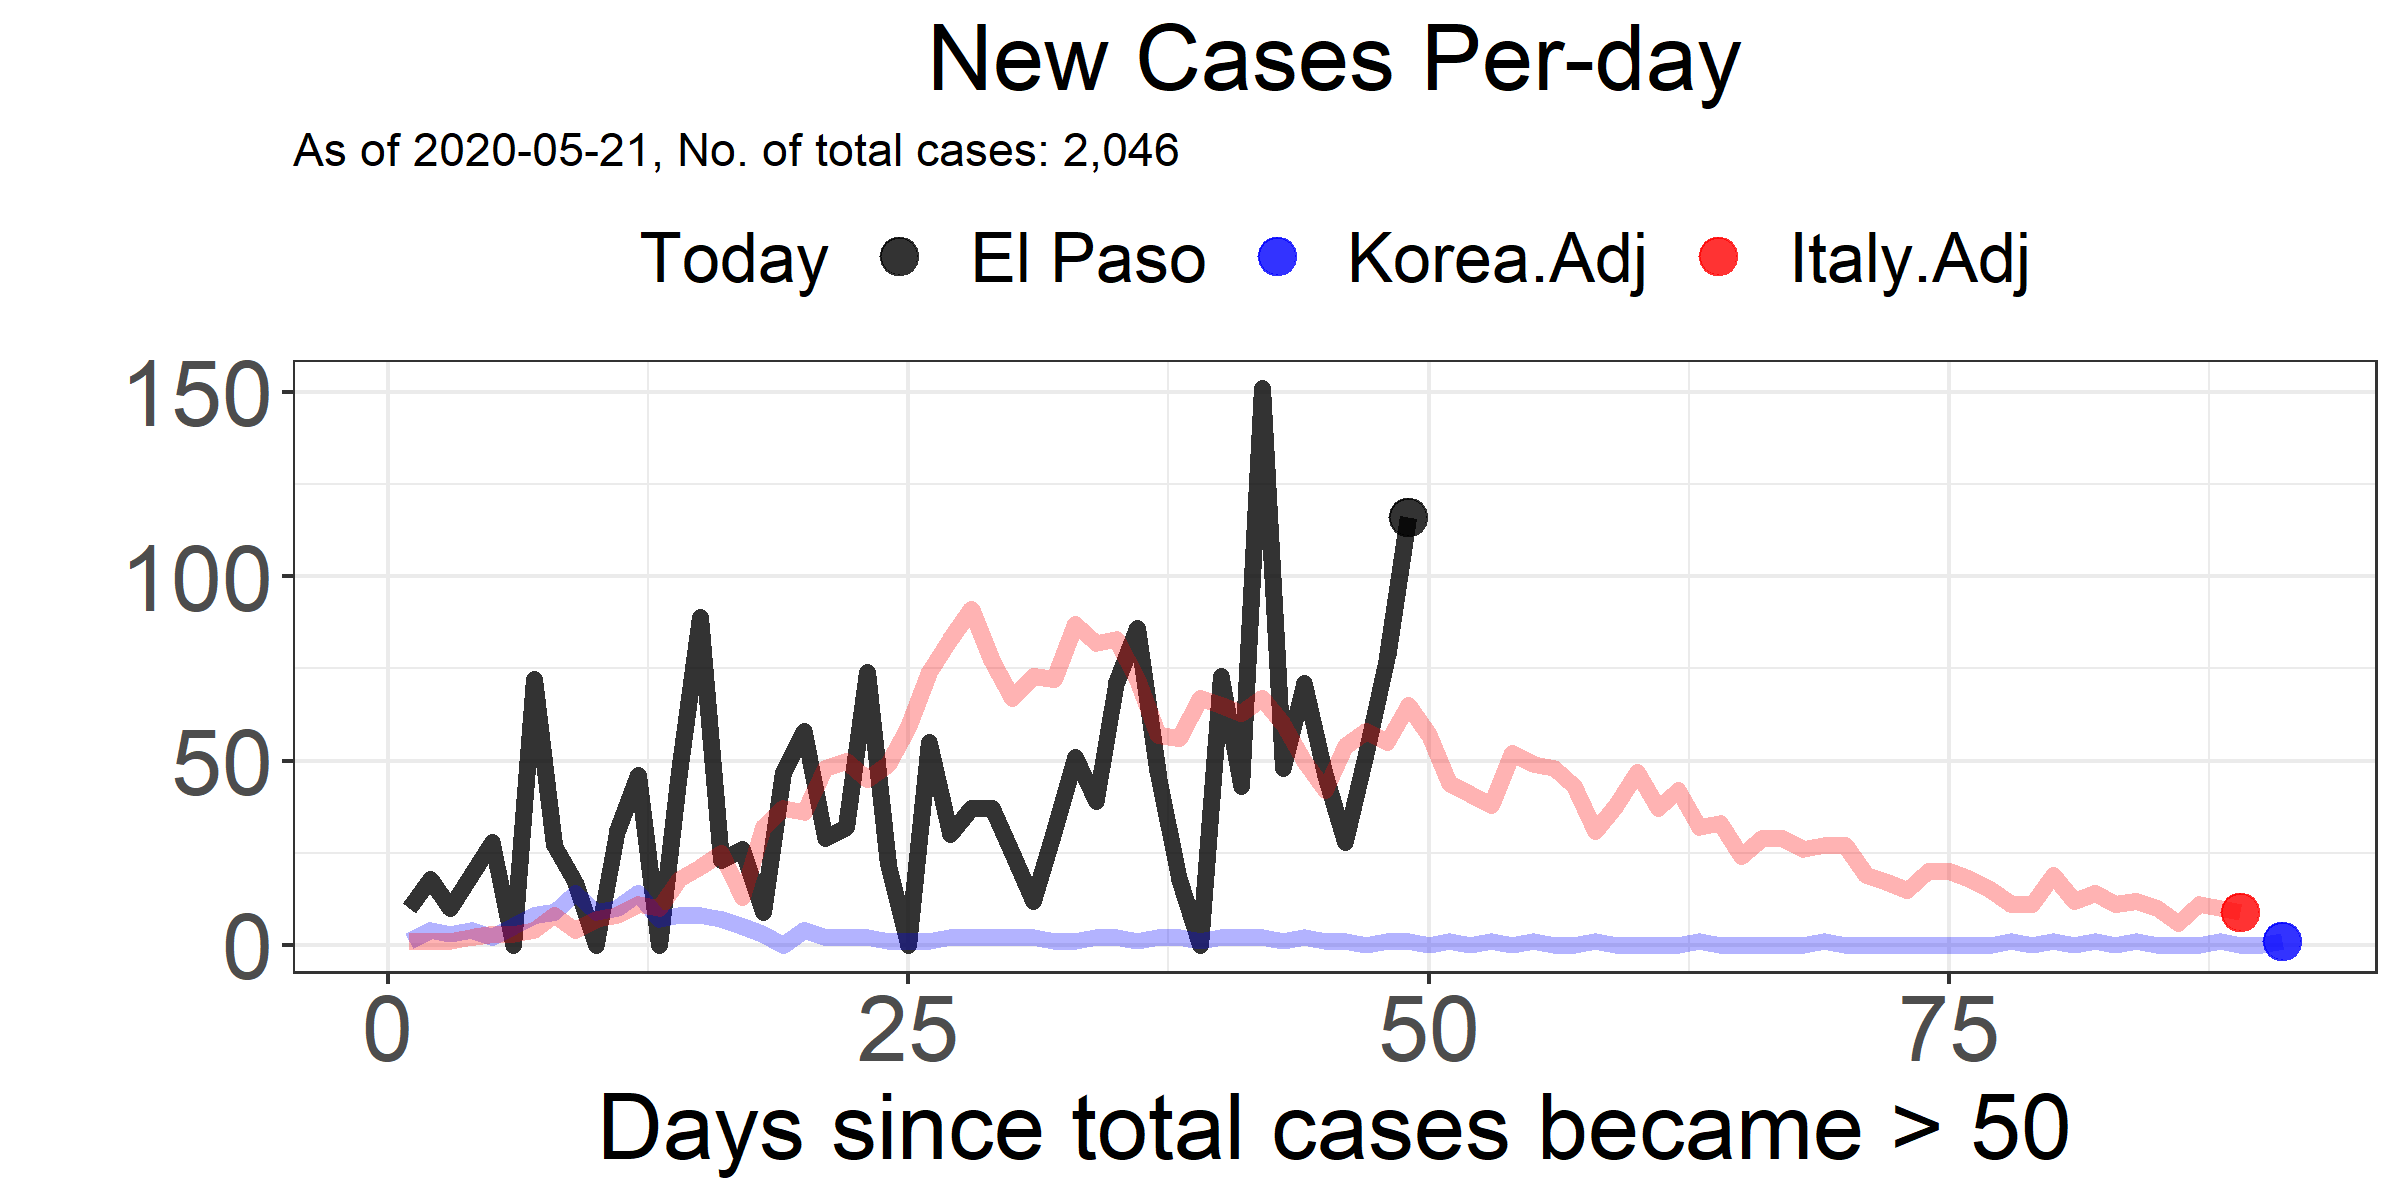 New Cases Per-day
As of 2020-05-21, No. of total cases: 2,046
Today El Paso Korea.Adj Italy.Adj
150
100
50
0
0 25 50 75
Days since total cases became > 50